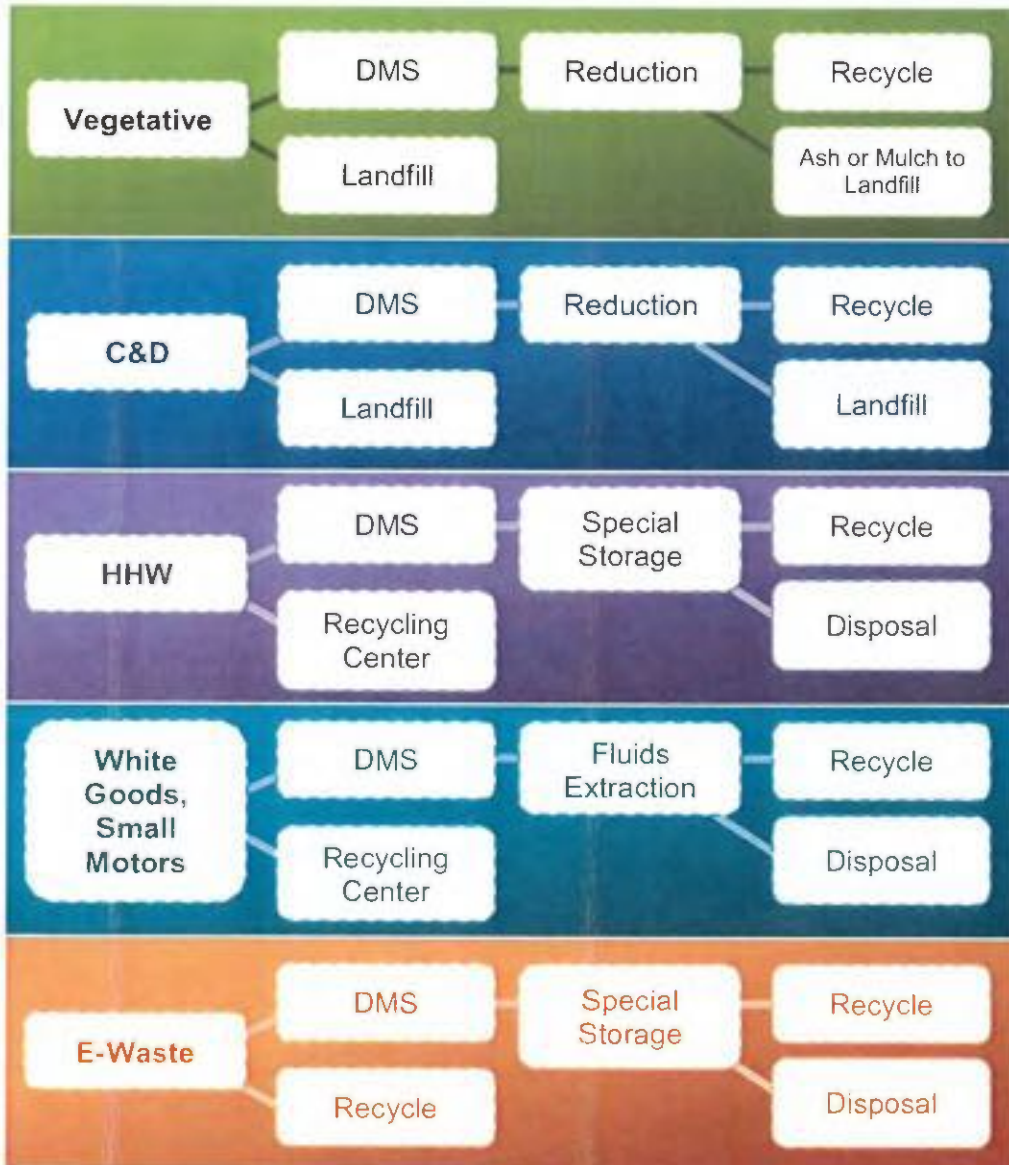 Vegetative
DMS
Reduction
Recycle
Landfill
Ash or Mulch to
Landfill
C&D
DMS
Reduction
Recycle
Landfill
Landfill
HHW
DMS
Special
Storage
Recycle
Recycling
Center
Disposal
White
Goods,
Small
Motors
DMS
Fluids
Extraction
Recycle
Recycling
Center
Disposal
E-Waste
DMS
Special
Storage
Recycle
Recycle
Disposal